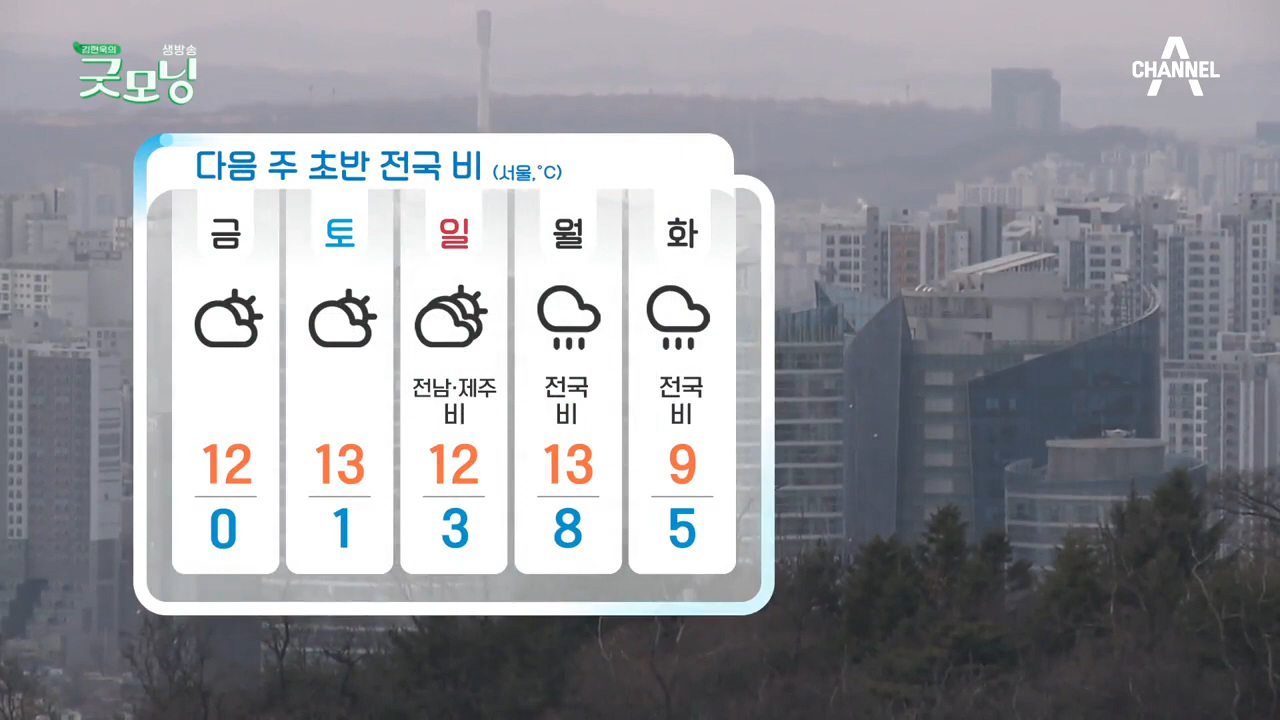 김현욱의 생방송
굿모닝
CHANNEL A
다음 주 초반 전국 비 (서울,°C)
금 토 일 월 화
전남·제주 전국 전국
비 비 비
12 13 12 13 9
0 1 3 8 5